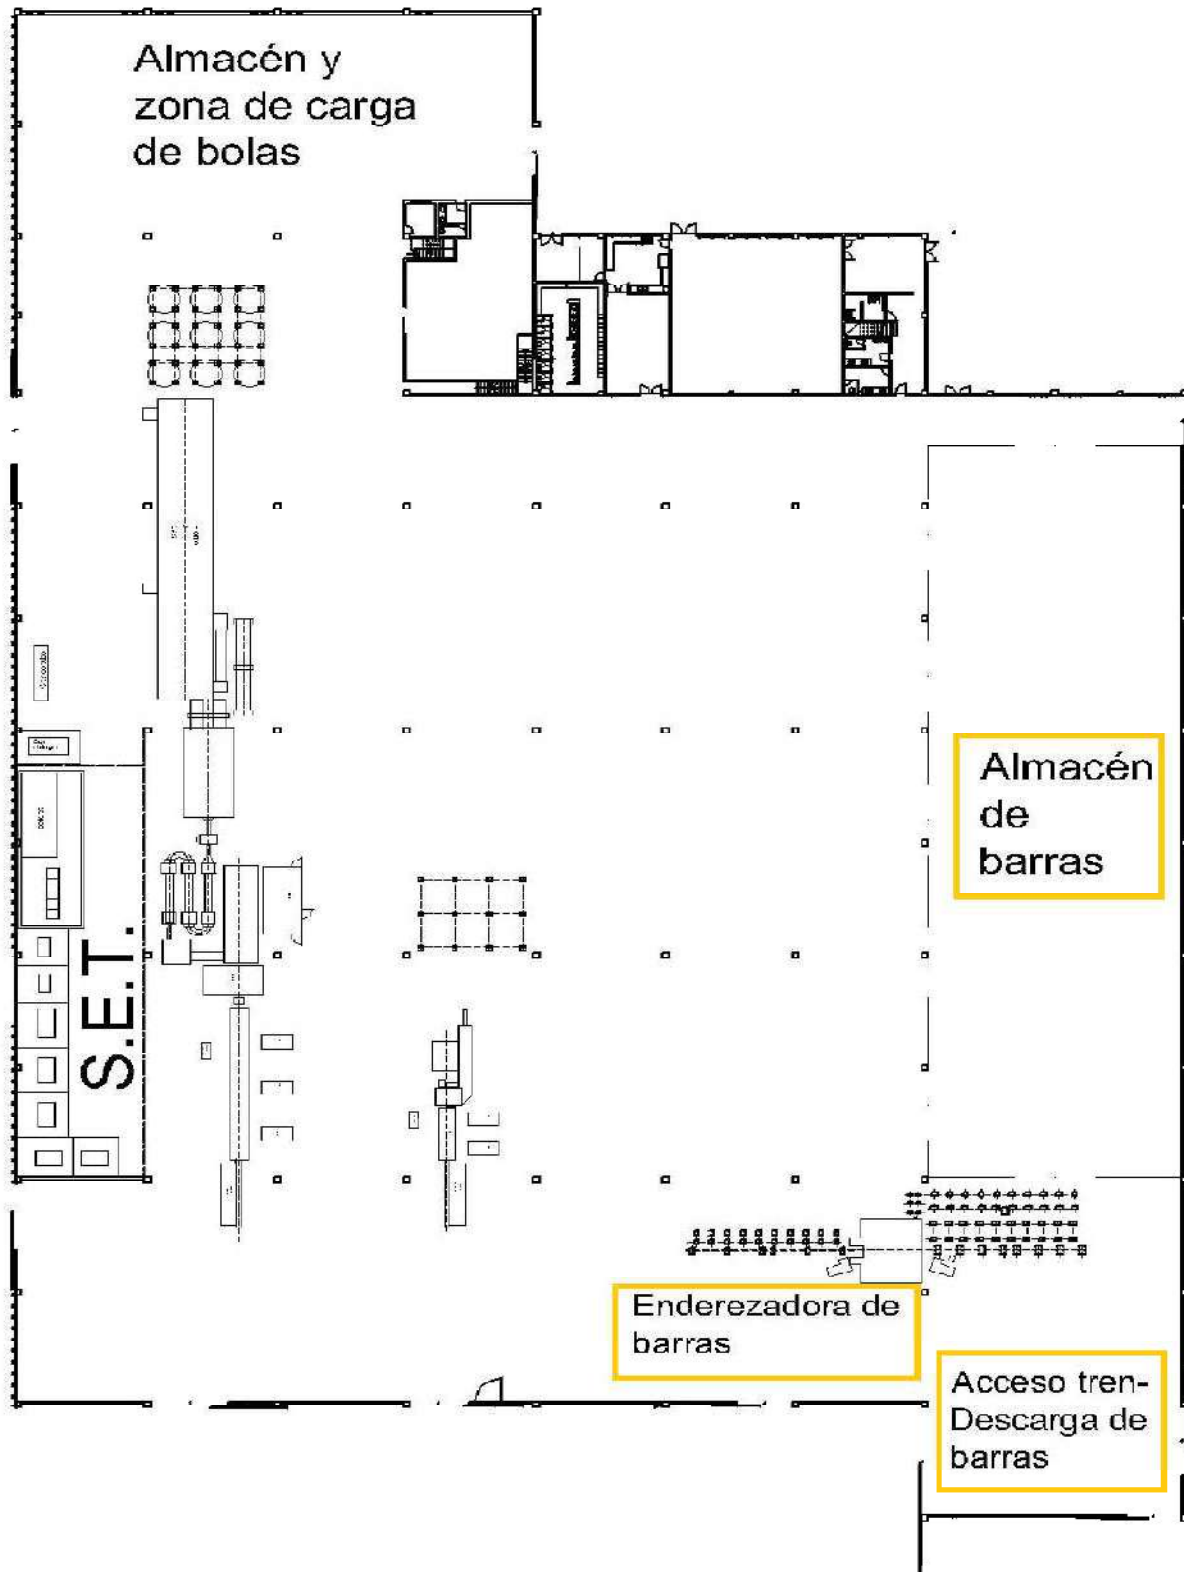 Almacén y
zona de carga
de bolas
Almacén
de
barras
S.E.T.
Enderezadora de
barras
Acceso tren-
Descarga de
barras